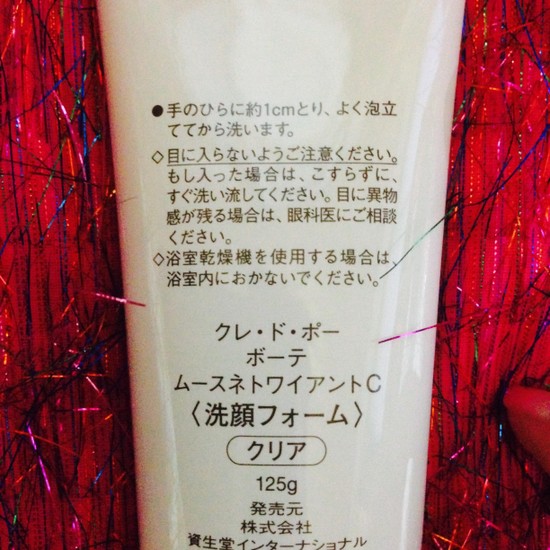 ●手のひらに約1cmとり、よく泡立
ててから洗います。
◇目に入らないようご注意ください。
もし入った場合は、こすらずに、
すぐ洗い流してください。目に異物
感が残る場合は、眼科医にご相談
ください。
◇浴室乾燥機を使用する場合は、
浴室内におかないでください。
クレ・ド・ポー
ボーテ
ムースネトワイアントC
〈洗顔フォーム〉
クリア
125g
発売元
株式会社
資生堂インターナショナル